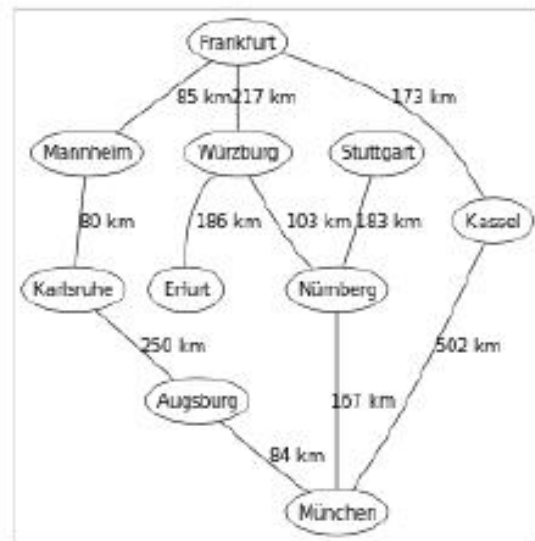 Frankfurt
85 km
217 km
173 km
Mannheim
Würzburg
Stuttgart
Kassel
80 km
186 km
103 km
183 km
Karlsruhe
Erfurt
Nürnberg
250 km
502 km
Augsburg
167 km
84 km
München